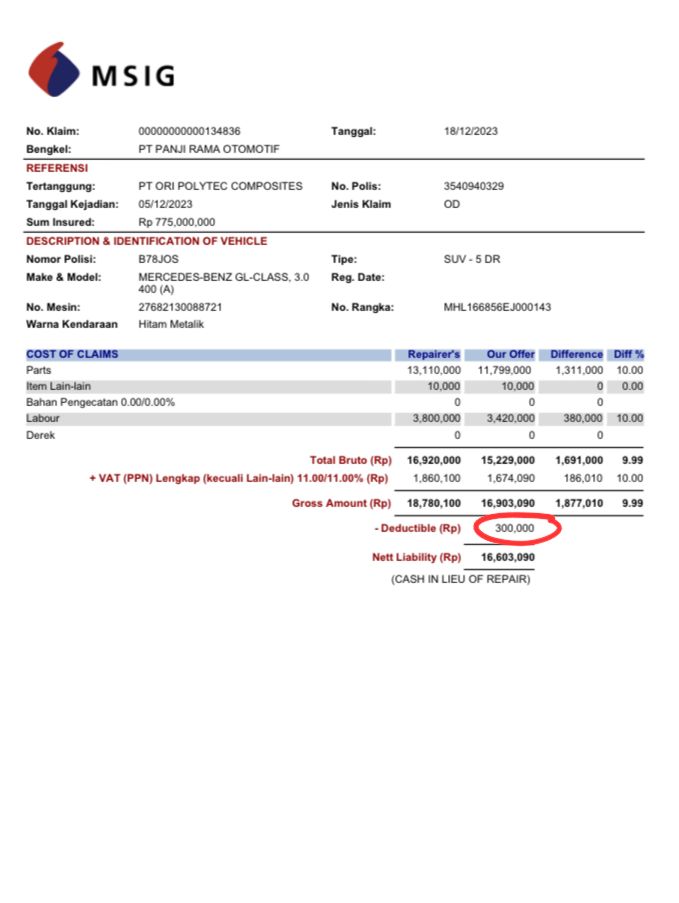 MSIG
No. Klaim: 00000000000134836 Tanggal: 18/12/2023
Bengkel: PT PANJI RAMA OTOMOTIF
REFERENSI
Tertanggung: PT ORI POLYTEC COMPOSITES No. Polis: 3540940329
Tanggal Kejadian: 05/12/2023 Jenis Klaim OD
Sum Insured: Rp 775,000,000
DESCRIPTION & IDENTIFICATION OF VEHICLE
Nomor Polisi: B78JOS Tipe: SUV - 5 DR
Make & Model: MERCEDES-BENZ GL-CLASS, 3.0 Reg. Date:
400 (A)
No. Mesin: 27682130088721 No. Rangka: MHL166856EJ000143
Warna Kendaraan Hitam Metalik
COST OF CLAIMS Repairer's Our Offer Difference Diff %
Parts 13,110,000 11,799,000 1,311,000 10.00
Item Lain-lain 10,000 10,000 0 0.00
Bahan Pengecatan 0.00/0.00% 0 0 0
Labour 3,800,000 3,420,000 380,000 10.00
Derek 0 0 0
Total Bruto (Rp) 16,920,000 15,229,000 1,691,000 9.99
+ VAT (PPN) Lengkap (kecuali Lain-lain) 11.00/11.00% (Rp) 1,860,100 1,674,090 186,010 10.00
Gross Amount (Rp) 18,780,100 16,903,090 1,877,010 9.99
- Deductible (Rp) 300,000
Nett Liability (Rp) 16,603,090
(CASH IN LIEU OF REPAIR)